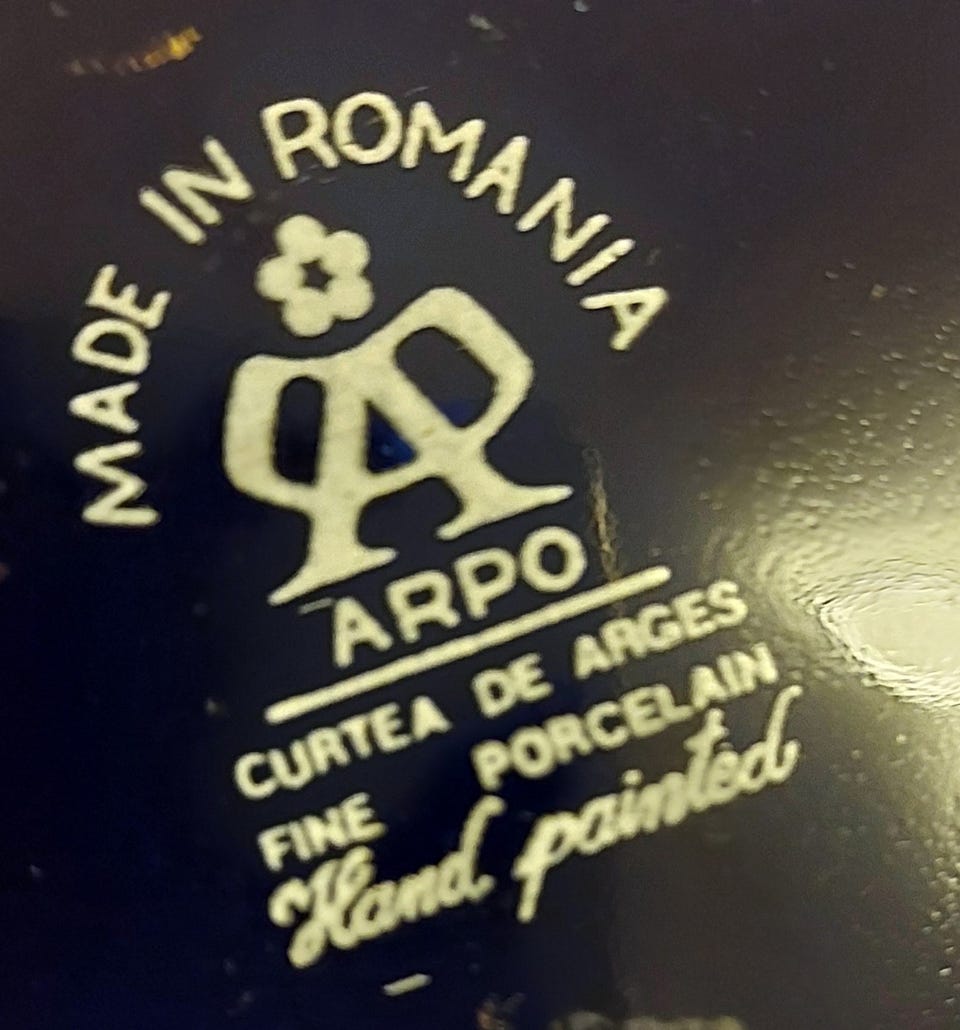 MADE IN ROMANIA
ARPO
CURTEA DE ARGES
FINE PORCELAIN
Hand painted